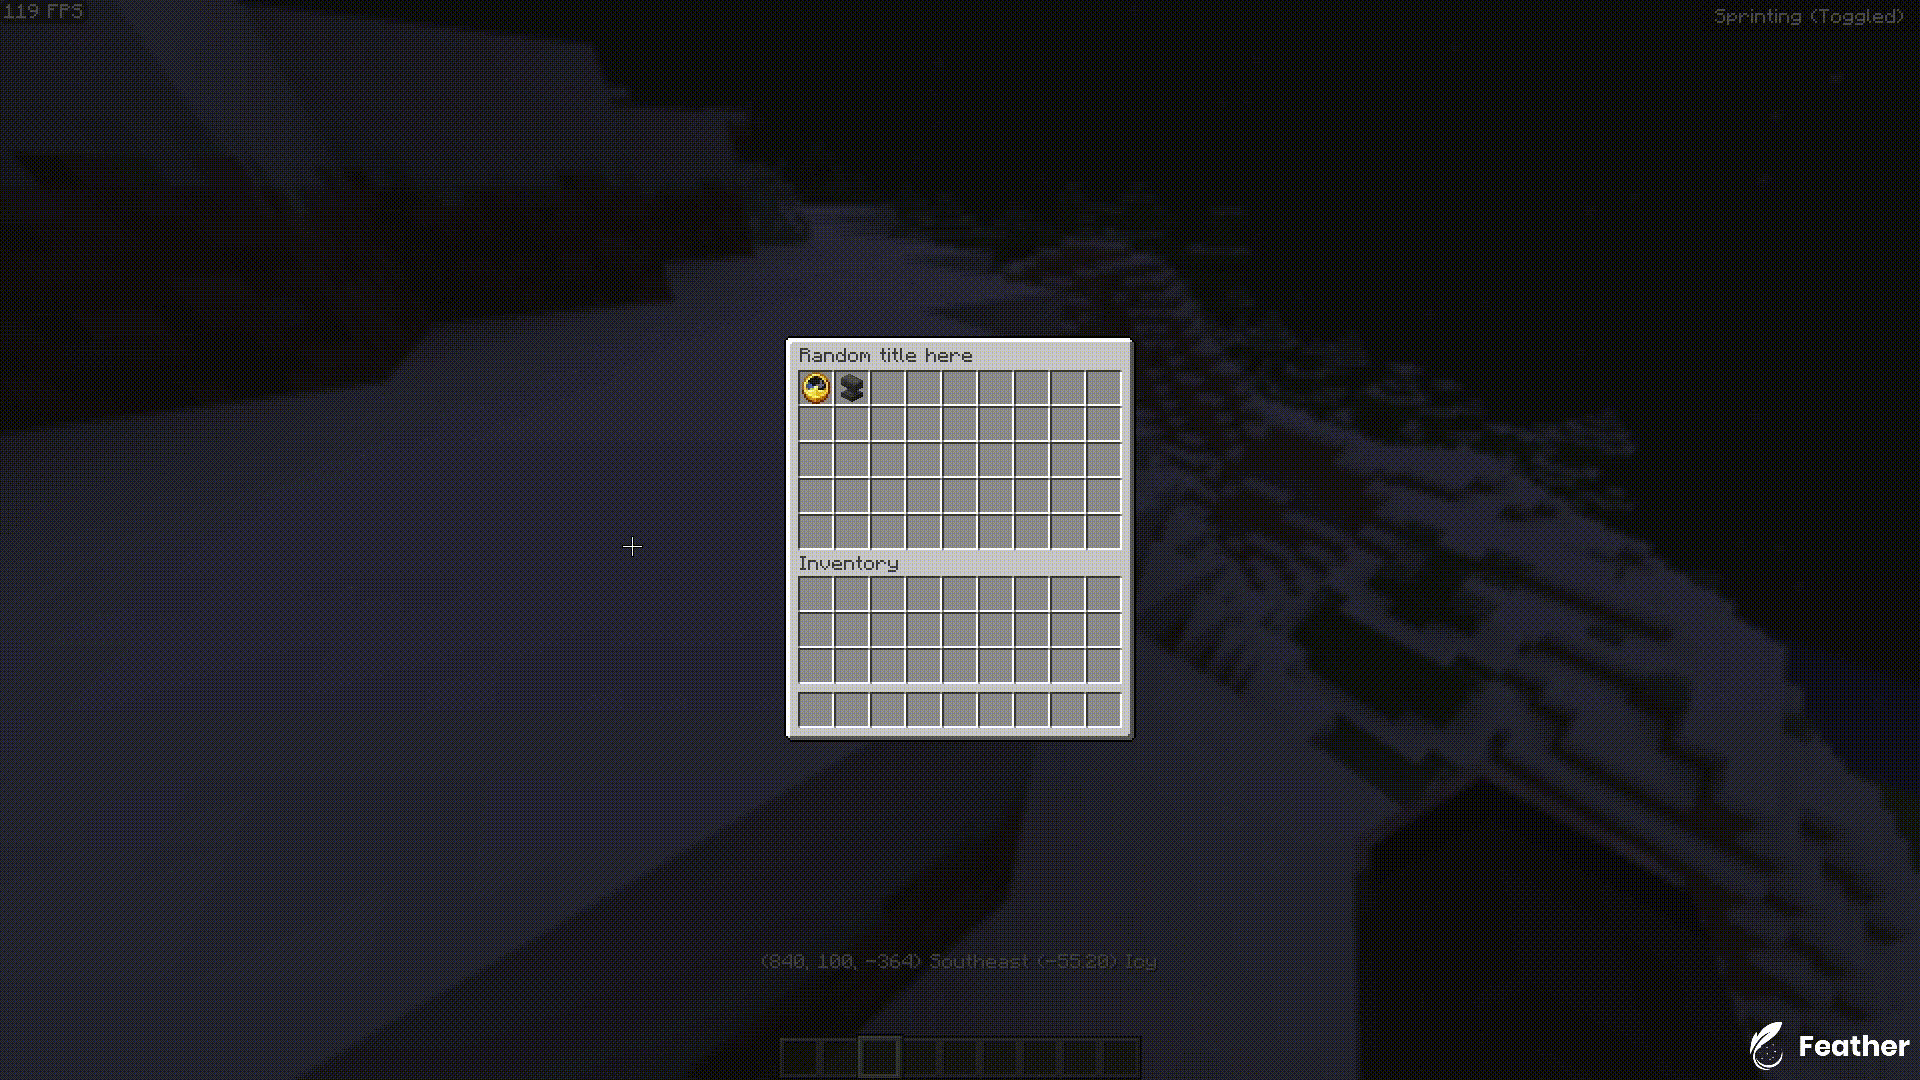 119 FPS
Sprinting (Toggled)
Random title here
Inventory
(840, 100, -364) Southeast (-55.20) Icy
Feather